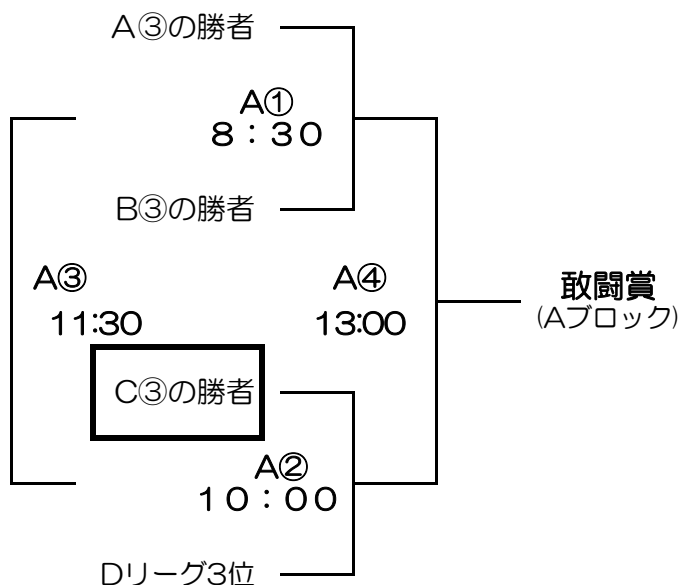 A③の勝者
A①
8：30
B③の勝者
A③
11:30
A④
13:00
敢闘賞
(Aブロック)
C③の勝者
A②
10：00
Dリーグ3位